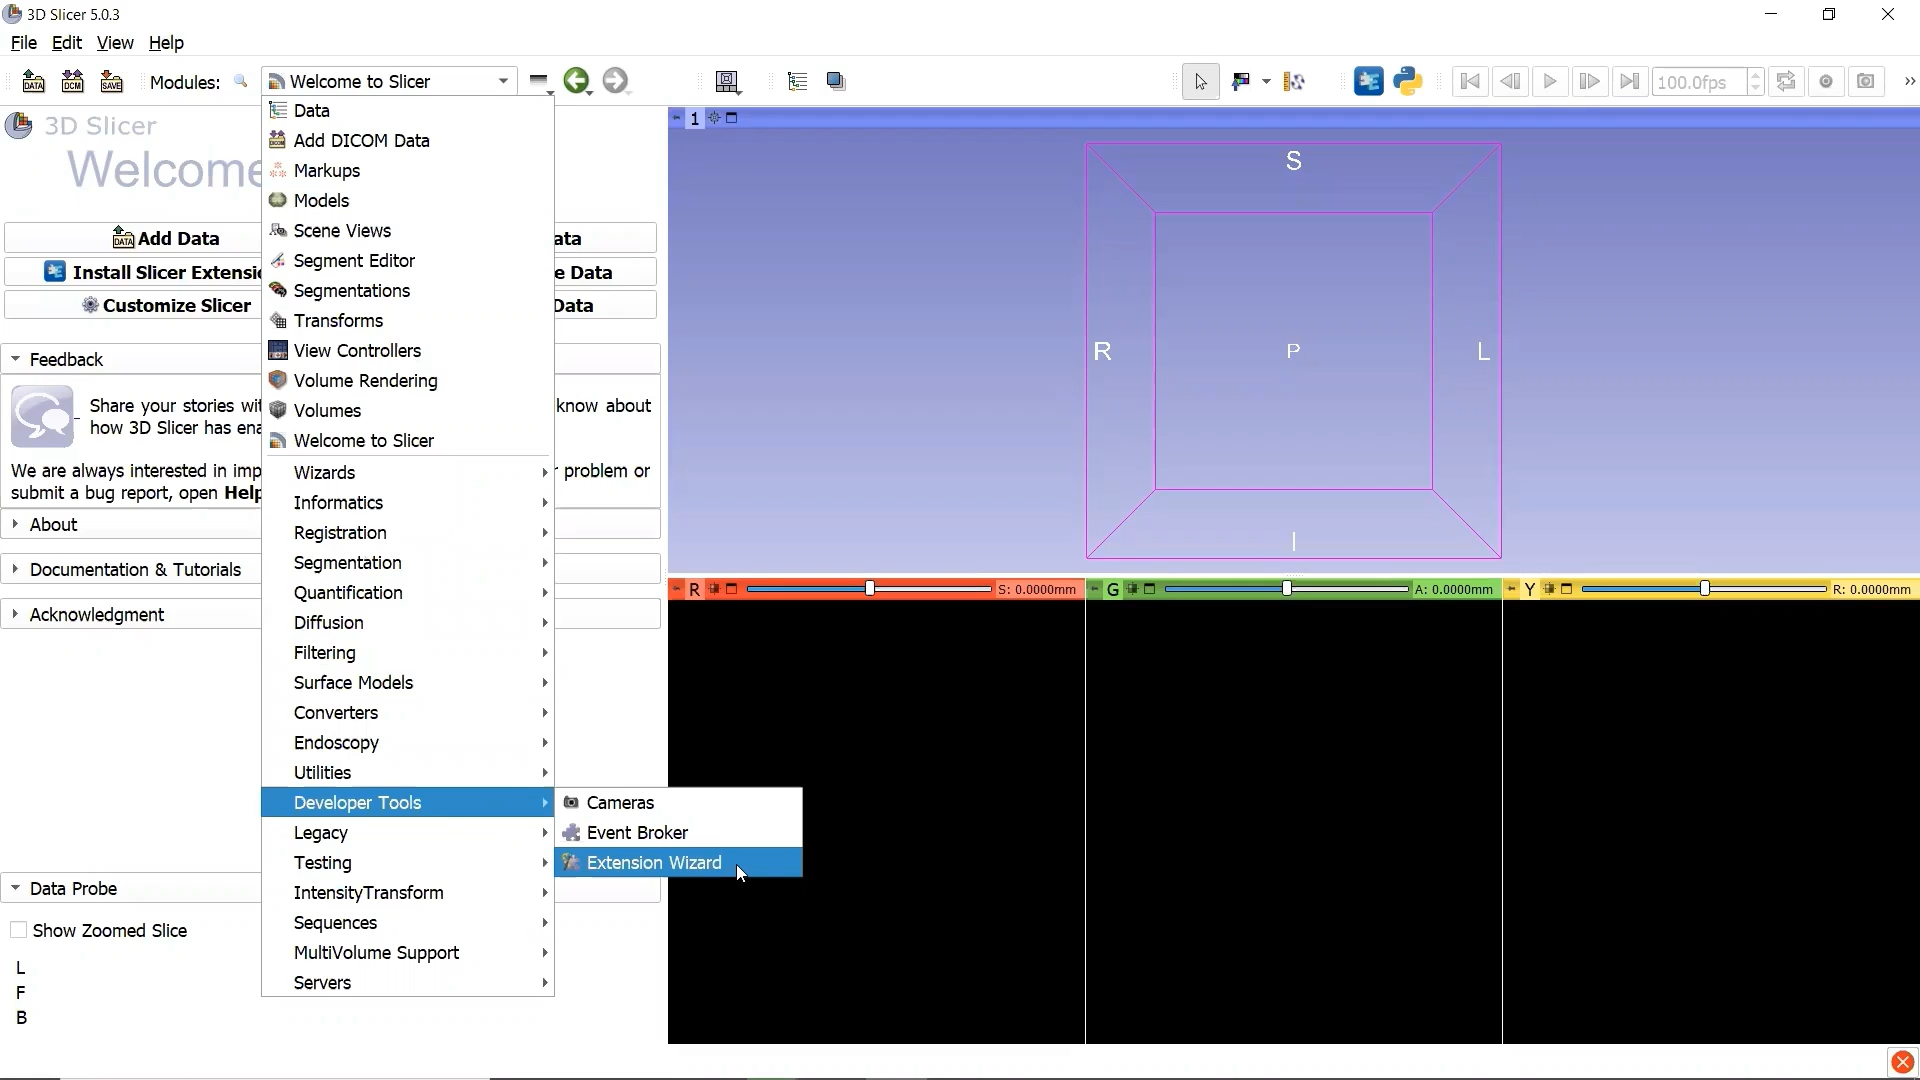 3D Slicer 5.0.3
File Edit View Help
DATA DCM SAVE Modules: Welcome to Slicer 100.0fps »
3D Slicer
Welcome
Add Data ata
Install Slicer Extensi e Data
Customize Slicer Data
Feedback
Share your stories wit know about
how 3D Slicer has ena
We are always interested in imp r problem or
submit a bug report, open Help
About
Documentation & Tutorials
Acknowledgment
Data Probe
Show Zoomed Slice
L
F
B
Data
Add DICOM Data
Markups
Models
Scene Views
Segment Editor
Segmentations
Transforms
View Controllers
Volume Rendering
Volumes
Welcome to Slicer
Wizards
Informatics
Registration
Segmentation
Quantification
Diffusion
Filtering
Surface Models
Converters
Endoscopy
Utilities
Developer Tools
Legacy
Testing
IntensityTransform
Sequences
MultiVolume Support
Servers
Cameras
Event Broker
Extension Wizard
1
S
R P L
I
R S: 0.0000mm G A: 0.0000mm Y R: 0.0000mm